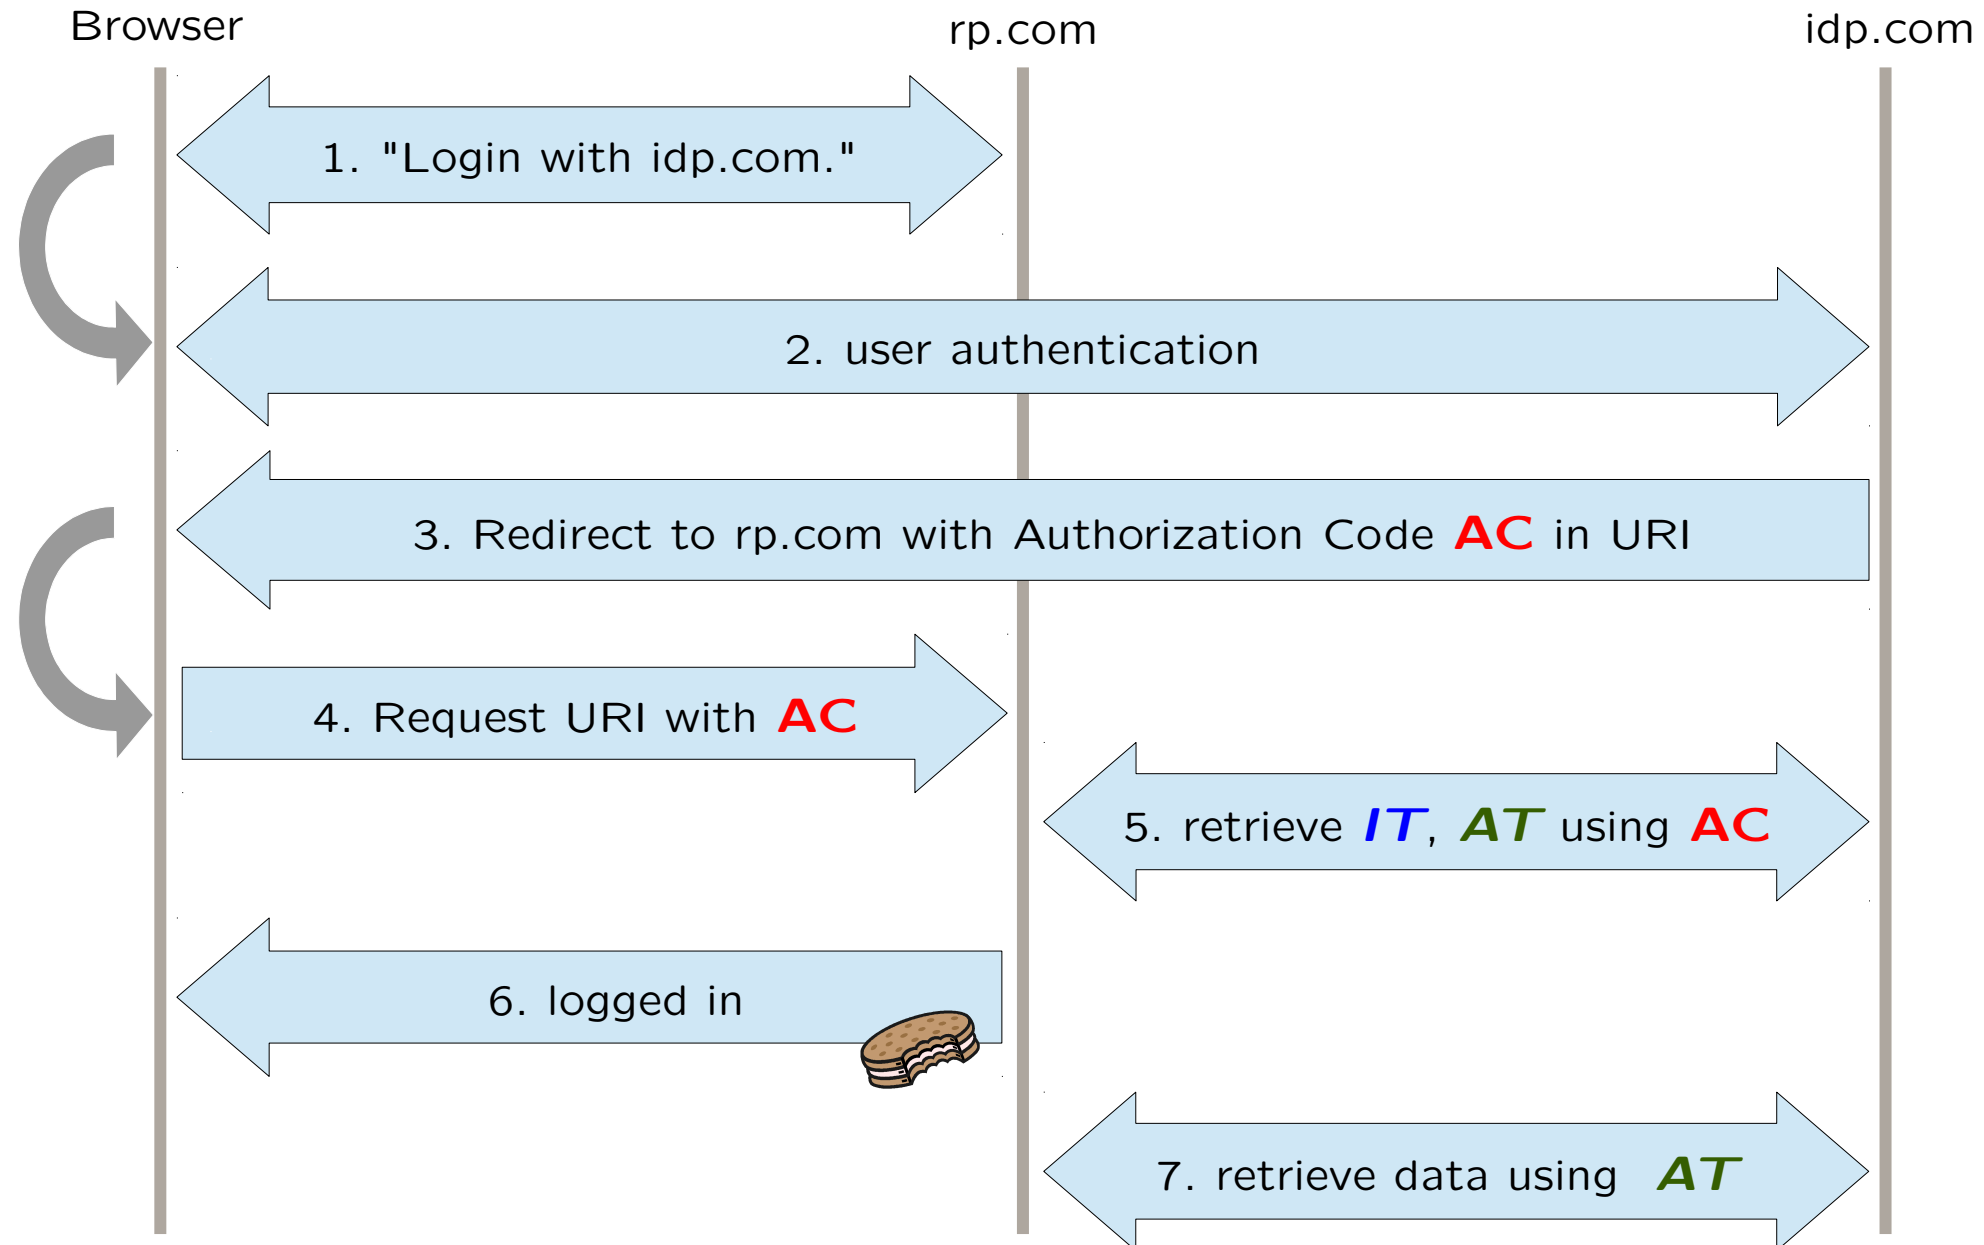 Browser
rp.com
idp.com
1. "Login with idp.com."
2. user authentication
3. Redirect to rp.com with Authorization Code AC in URI
4. Request URI with AC
5. retrieve IT, AT using AC
6. logged in
7. retrieve data using AT